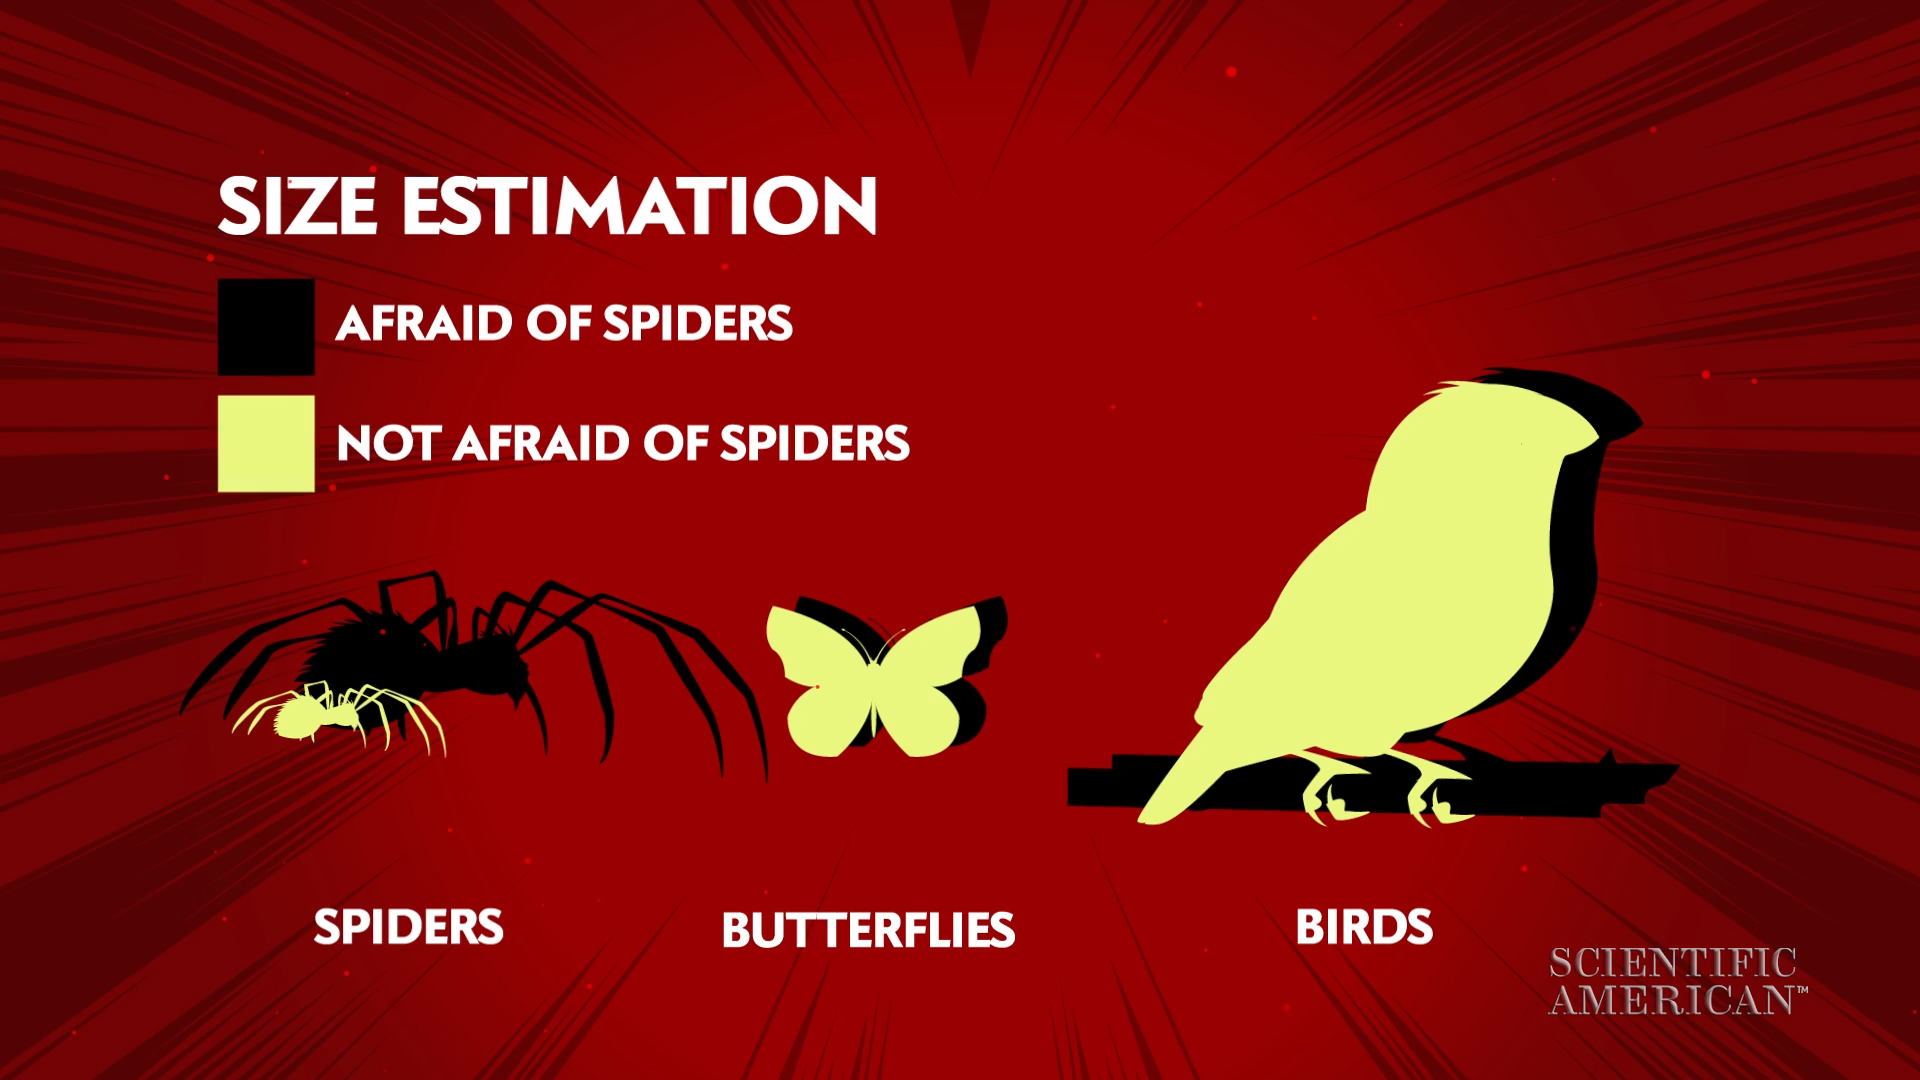 SIZE ESTIMATION
AFRAID OF SPIDERS
NOT AFRAID OF SPIDERS
SPIDERS
BUTTERFLIES
BIRDS
SCIENTIFIC
AMERICAN™